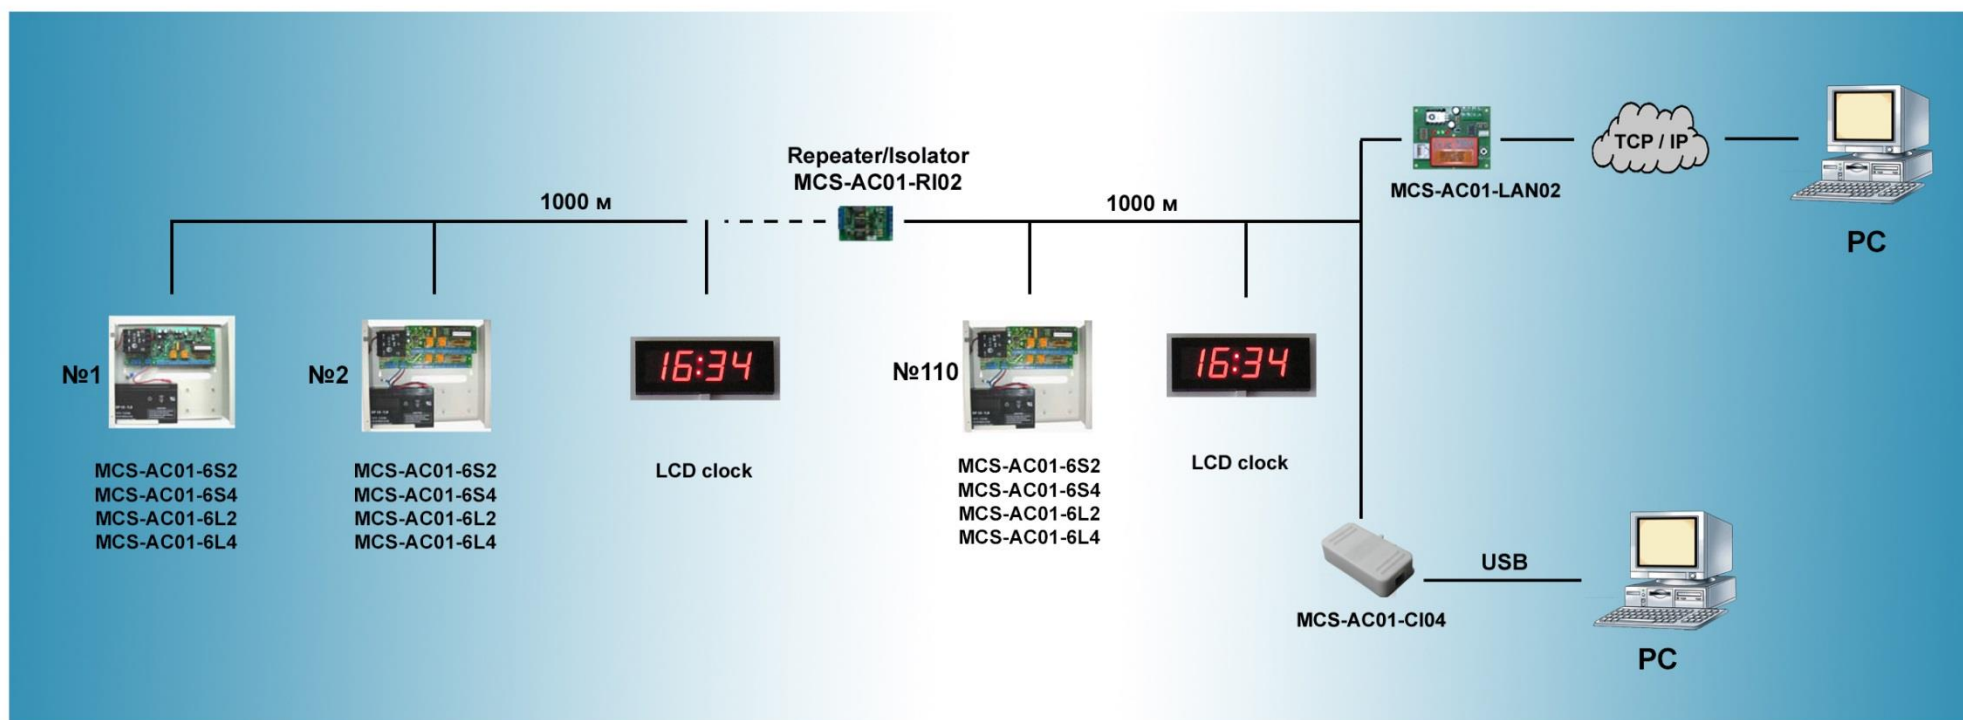 Repeater/Isolator
MCS-AC01-RI02
1000 м
1000 м
MCS-AC01-LAN02
TCP / IP
PC
№1
№2
16:34
№110
16:34
MCS-AC01-6S2
MCS-AC01-6S4
MCS-AC01-6L2
MCS-AC01-6L4
MCS-AC01-6S2
MCS-AC01-6S4
MCS-AC01-6L2
MCS-AC01-6L4
LCD clock
MCS-AC01-6S2
MCS-AC01-6S4
MCS-AC01-6L2
MCS-AC01-6L4
LCD clock
MCS-AC01-CI04
USB
PC